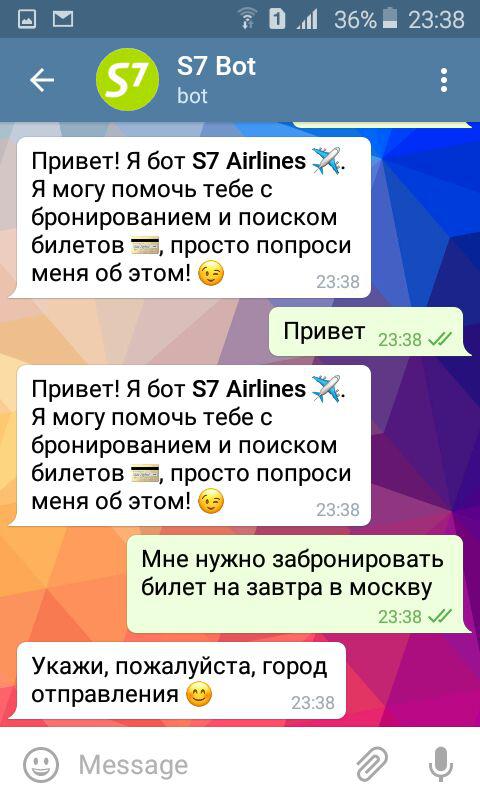 36% 23:38
S7
S7 Bot
bot
Привет! Я бот S7 Airlines ✈️.
Я могу помочь тебе с
бронированием и поиском
билетов 💳, просто попроси
меня об этом! 😉 23:38
Привет 23:38
Привет! Я бот S7 Airlines ✈️.
Я могу помочь тебе с
бронированием и поиском
билетов 💳, просто попроси
меня об этом! 😉 23:38
Мне нужно забронировать
билет на завтра в москву
23:38
Укажи, пожалуйста, город
отправления 😊 23:38
Message